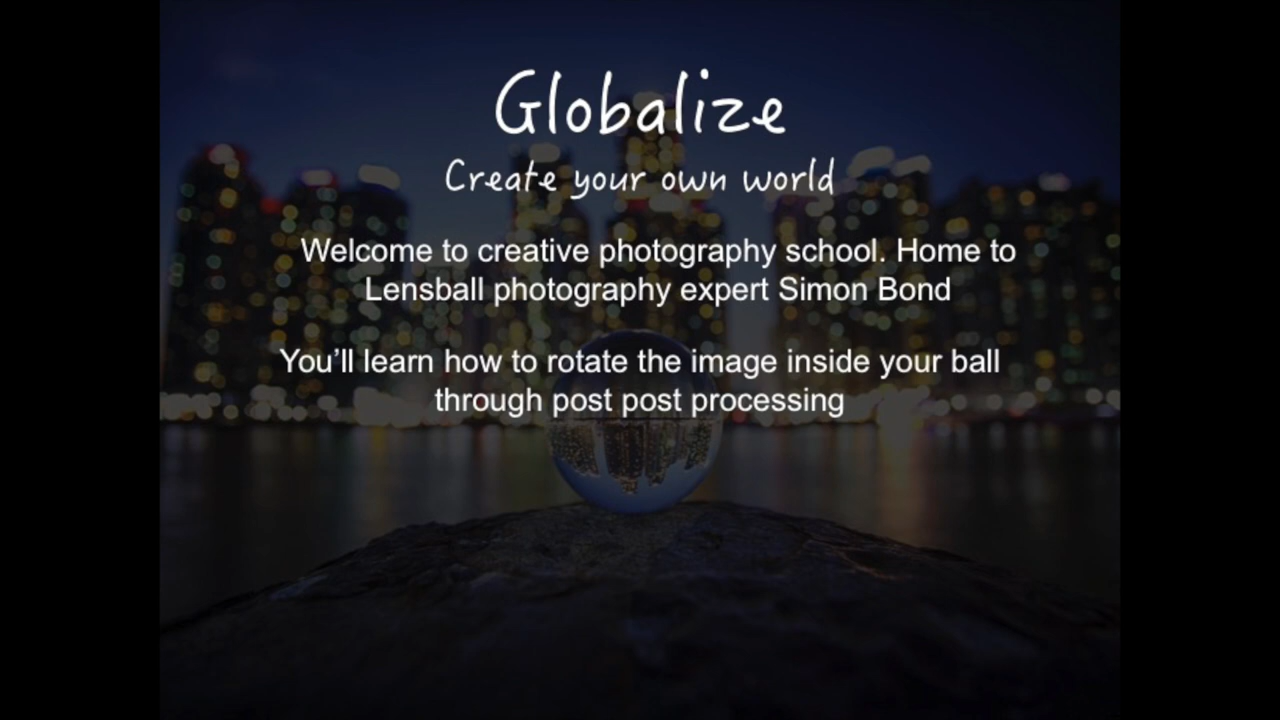 Globalize
Create your own world
Welcome to creative photography school. Home to
Lensball photography expert Simon Bond
You’ll learn how to rotate the image inside your ball
through post post processing